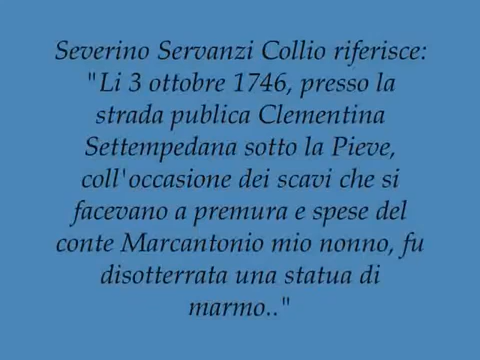 Severino Servanzi Collio riferisce:
"Li 3 ottobre 1746, presso la
strada publica Clementina
Settempedana sotto la Pieve,
coll'occasione dei scavi che si
facevano a premura e spese del
conte Marcantonio mio nonno, fu
disotterrata una statua di
marmo.."